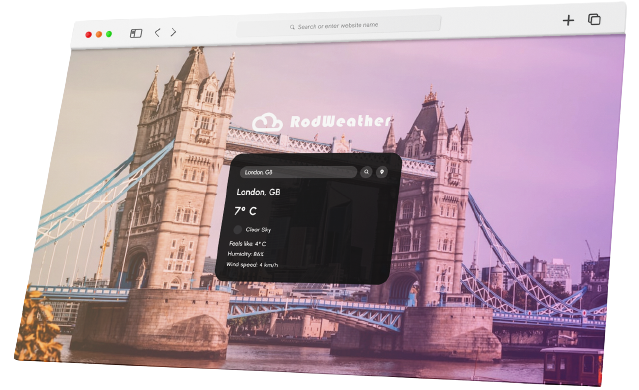 Search or enter website name
RodWeather
London, GB
London, GB
7° C
Clear Sky
Feels like: 4° C
Humidity: 86%
Wind speed: 4 km/h